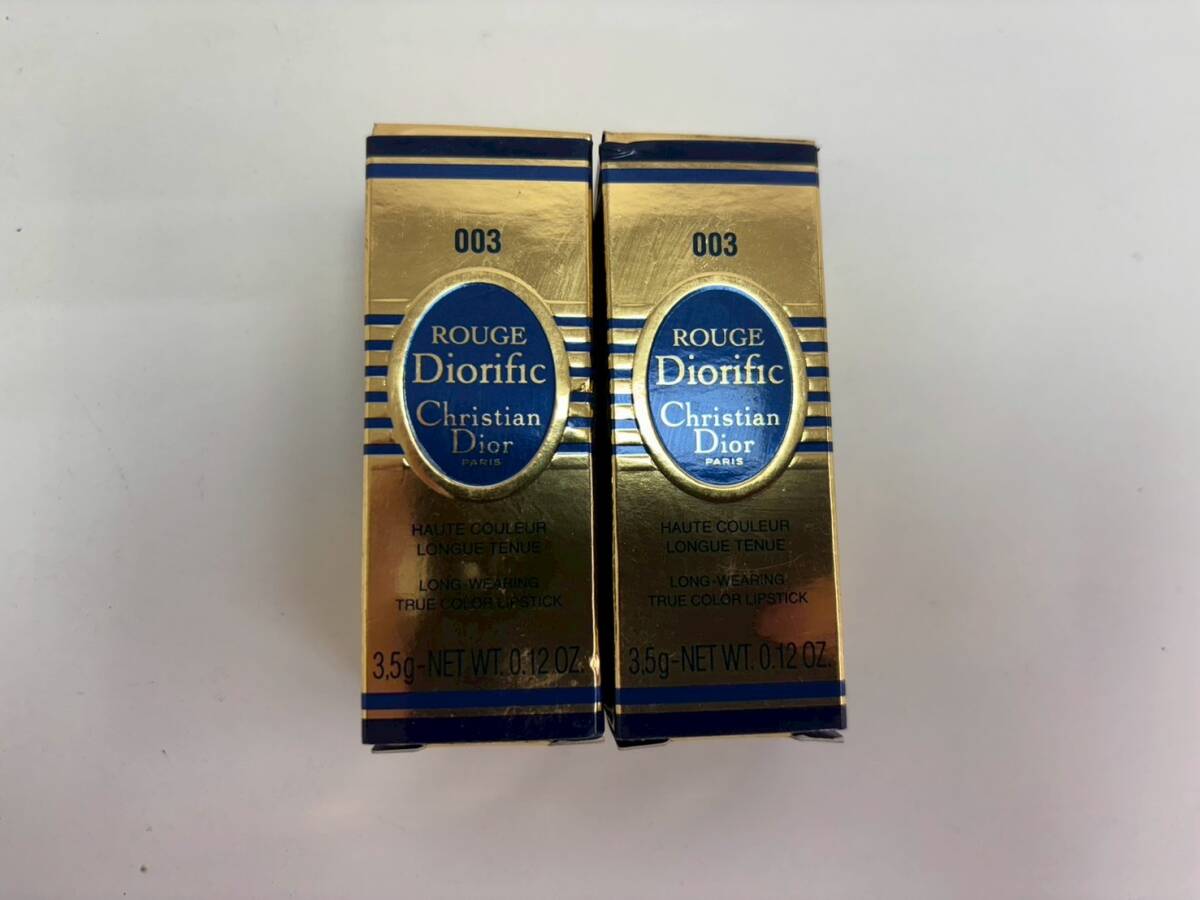 003
ROUGE
Diorific
Christian
Dior
PARIS
HAUTE COULEUR
LONGUE TENUE
LONG-WEARING
TRUE COLOR LIPSTICK
3,5g-NET WT. 0.12 OZ.
003
ROUGE
Diorific
Christian
Dior
PARIS
HAUTE COULEUR
LONGUE TENUE
LONG-WEARING
TRUE COLOR LIPSTICK
3,5g-NET WT. 0.12 OZ.